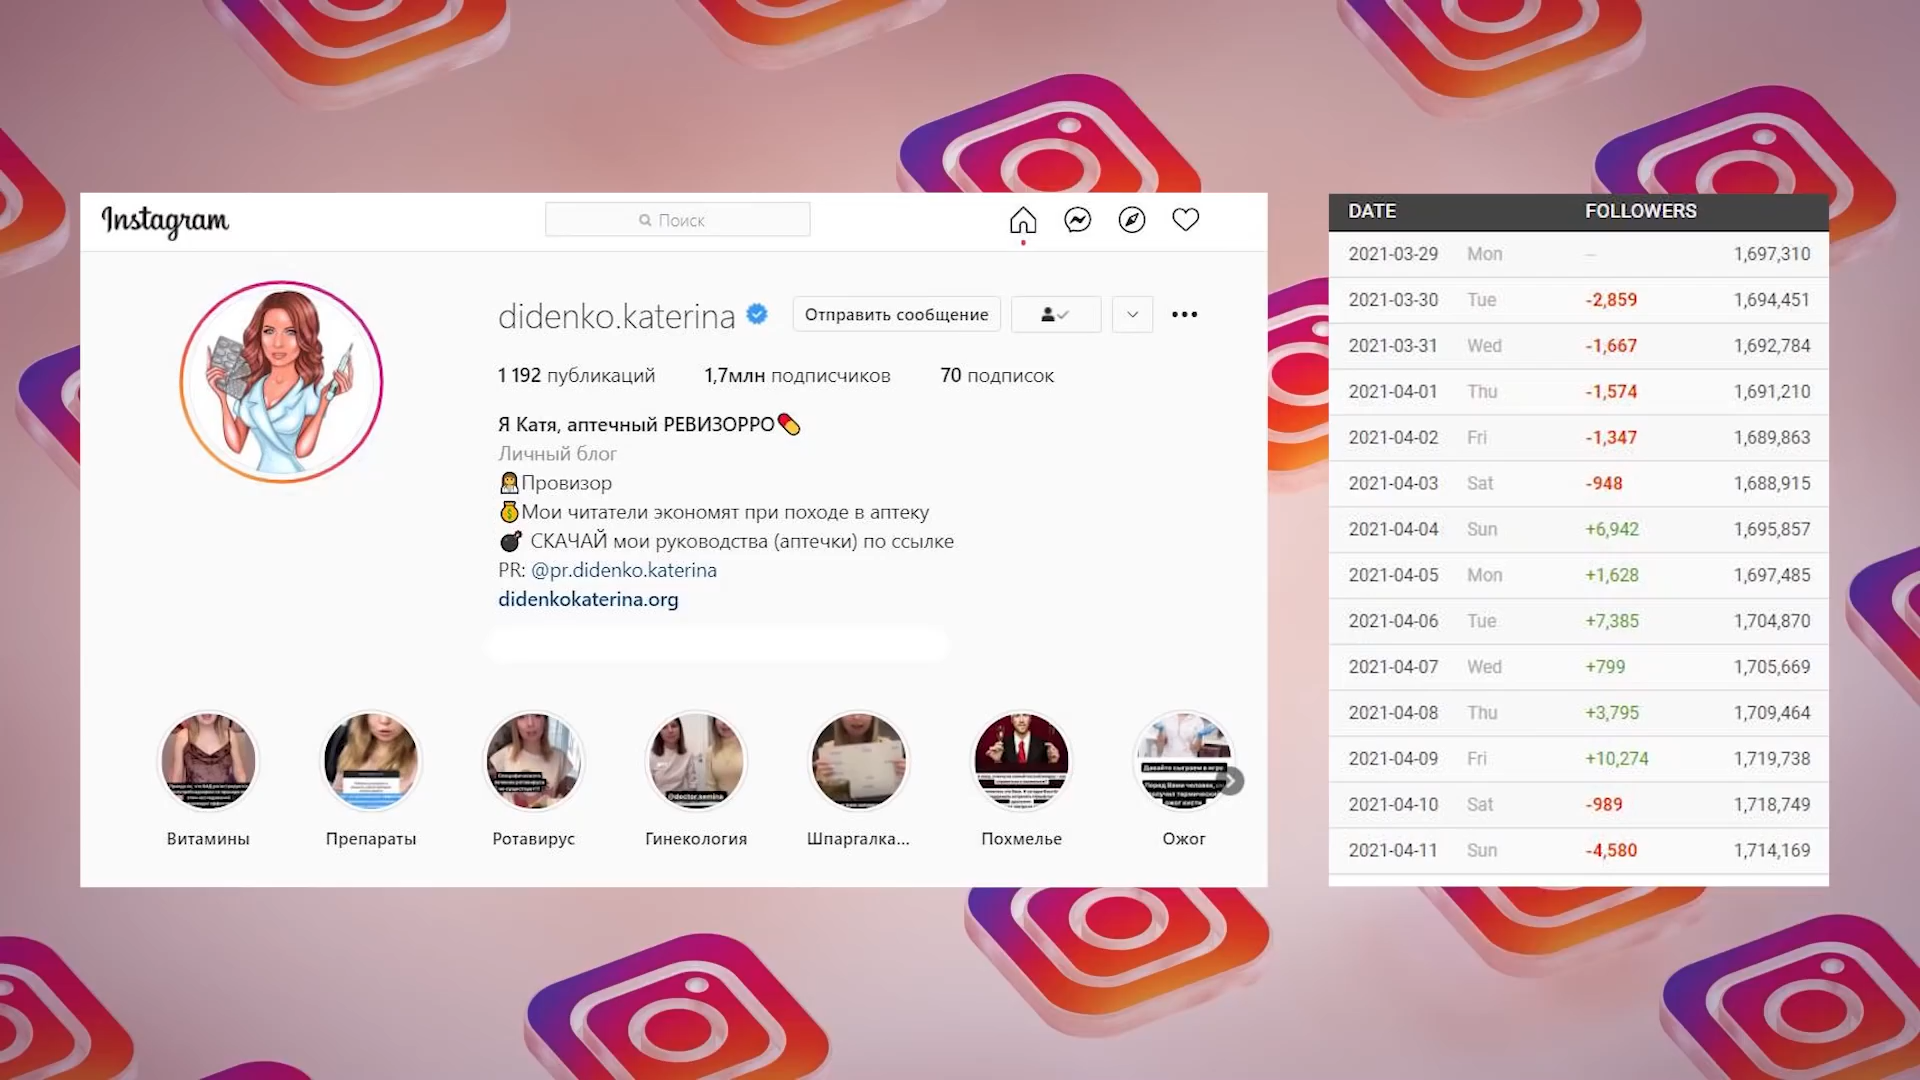 Instagram
Поиск
didenko.katerina
Отправить сообщение
1 192 публикаций 1,7млн подписчиков 70 подписок
Я Катя, аптечный РЕВИЗОРРО
Личный блог
Провизор
Мои читатели экономят при походе в аптеку
СКАЧАЙ мои руководства (аптечки) по ссылке
PR: @pr.didenko.katerina
didenkokaterina.org
@doctor.semina
Давайте сыграем в игру
Витамины Препараты Ротавирус Гинекология Шпаргалка... Похмелье Ожог
DATE FOLLOWERS
2021-03-29 Mon – 1,697,310
2021-03-30 Tue -2,859 1,694,451
2021-03-31 Wed -1,667 1,692,784
2021-04-01 Thu -1,574 1,691,210
2021-04-02 Fri -1,347 1,689,863
2021-04-03 Sat -948 1,688,915
2021-04-04 Sun +6,942 1,695,857
2021-04-05 Mon +1,628 1,697,485
2021-04-06 Tue +7,385 1,704,870
2021-04-07 Wed +799 1,705,669
2021-04-08 Thu +3,795 1,709,464
2021-04-09 Fri +10,274 1,719,738
2021-04-10 Sat -989 1,718,749
2021-04-11 Sun -4,580 1,714,169